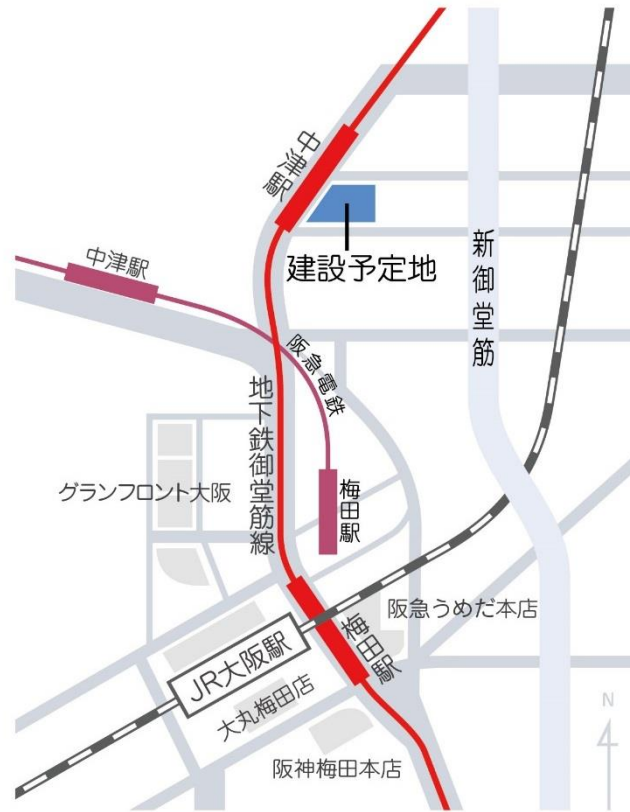 中津駅
建設予定地
中津駅
新御堂筋
阪急電鉄
地下鉄御堂筋線
グランフロント大阪
梅田駅
阪急うめだ本店
梅田駅
JR大阪駅
大丸梅田店
阪神梅田本店
N